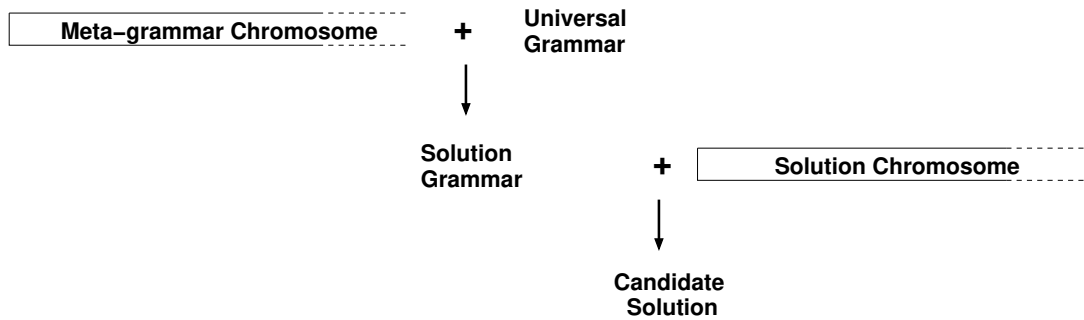 Meta-grammar Chromosome + Universal
Grammar
Solution
Grammar + Solution Chromosome
Candidate
Solution